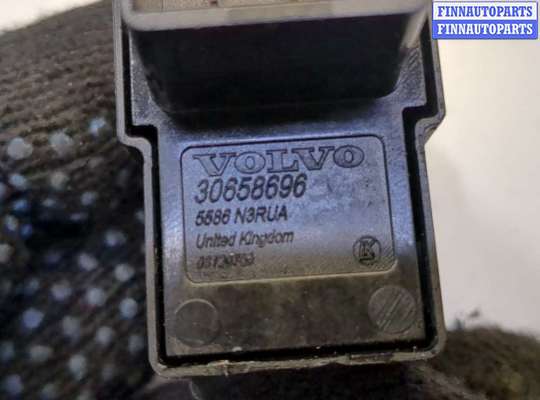 FINNAUTOPARTS
FINNAUTOPARTS
VOLVO
30658696
5586 N3RUA
United Kingdom